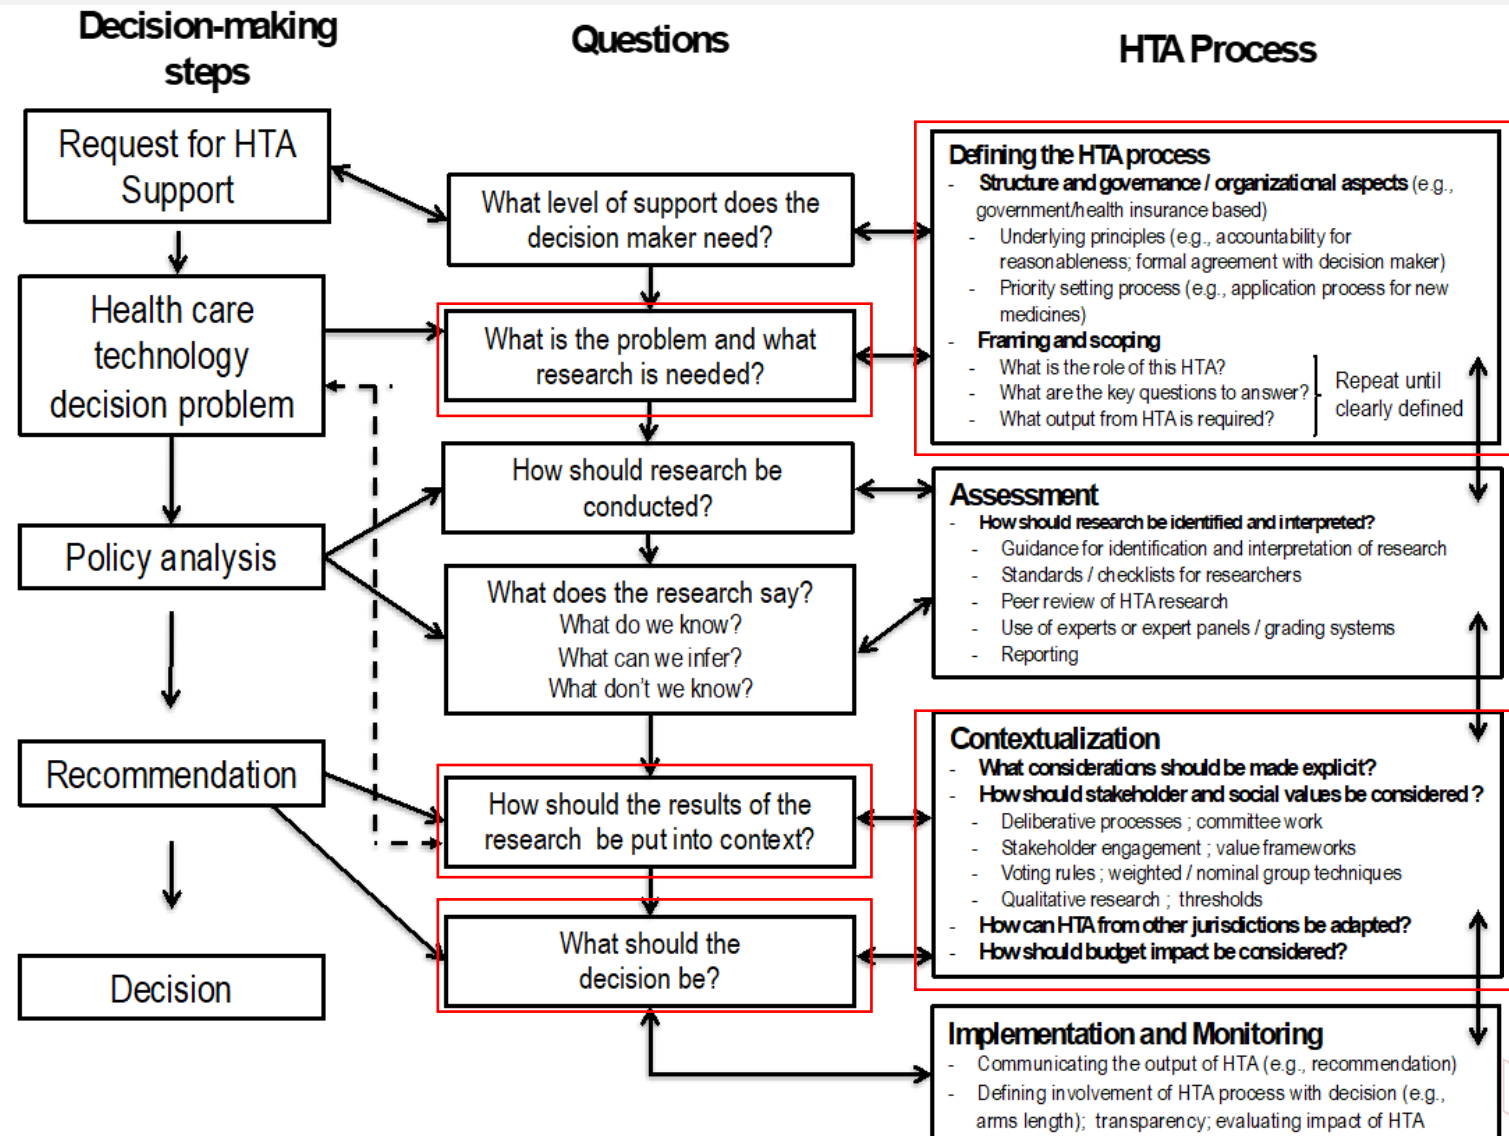 Decision-making
steps
Questions
HTA Process
Request for HTA
Support
Health care
technology
decision problem
Policy analysis
Recommendation
Decision
What level of support does the
decision maker need?
What is the problem and what
research is needed?
How should research be
conducted?
What does the research say?
What do we know?
What can we infer?
What don't we know?
How should the results of the
research be put into context?
What should the
decision be?
Defining the HTA process
- Structure and governance / organizational aspects (e.g.,
government/health insurance based)
- Underlying principles (e.g., accountability for
reasonableness; formal agreement with decision maker)
- Priority setting process (e.g., application process for new
medicines)
- Framing and scoping
- What is the role of this HTA?
- What are the key questions to answer?
- What output from HTA is required?
Repeat until
clearly defined
Assessment
- How should research be identified and interpreted?
- Guidance for identification and interpretation of research
- Standards / checklists for researchers
- Peer review of HTA research
- Use of experts or expert panels / grading systems
- Reporting
Contextualization
- What considerations should be made explicit?
- How should stakeholder and social values be considered ?
- Deliberative processes ; committee work
- Stakeholder engagement ; value frameworks
- Voting rules ; weighted / nominal group techniques
- Qualitative research ; thresholds
- How can HTA from other jurisdictions be adapted?
- How should budget impact be considered?
Implementation and Monitoring
- Communicating the output of HTA (e.g., recommendation)
- Defining involvement of HTA process with decision (e.g.,
arms length); transparency; evaluating impact of HTA